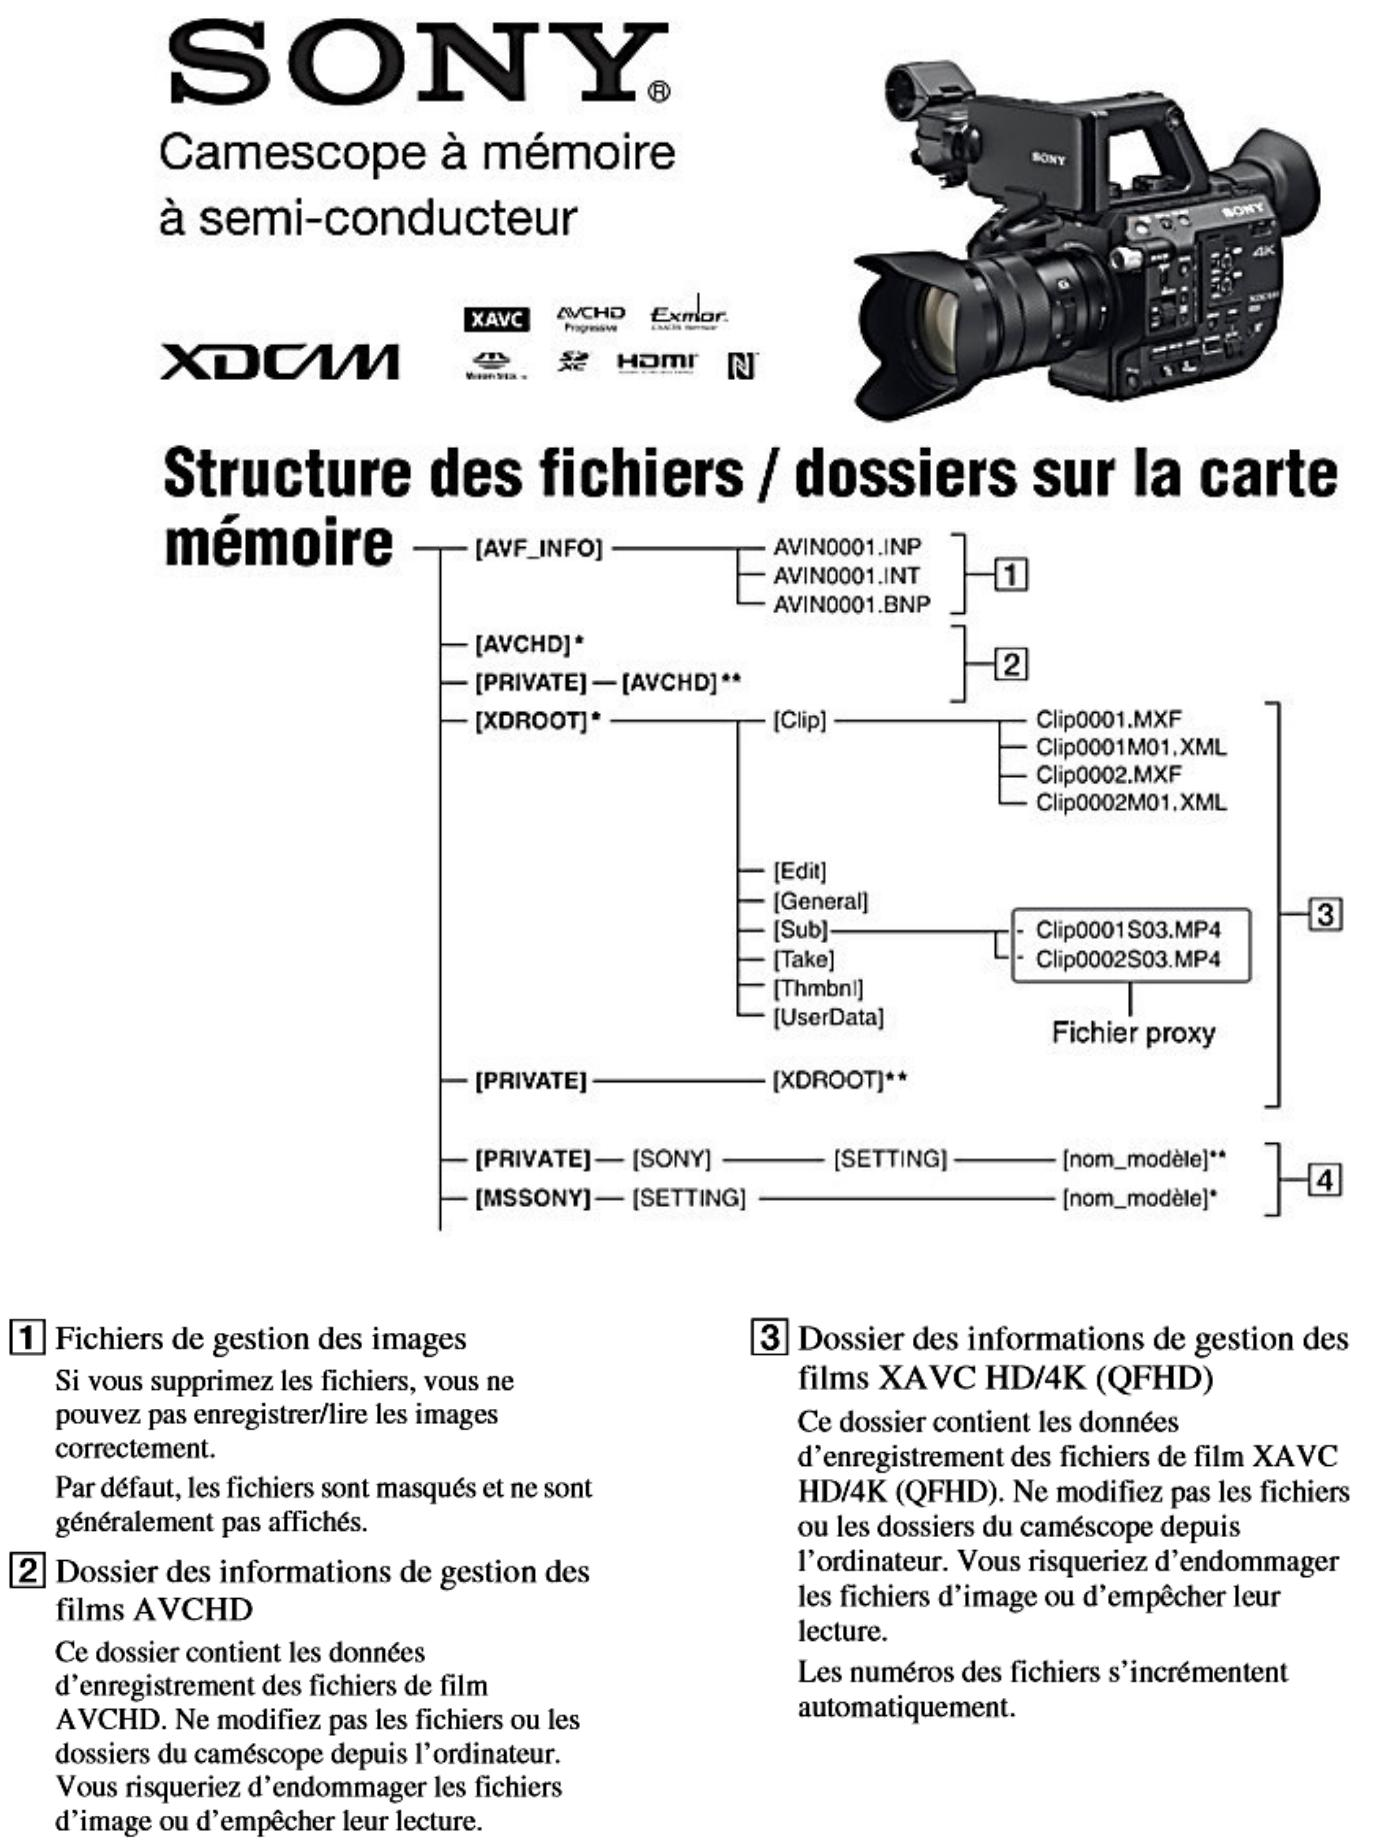 SONY®
Camescope à mémoire
à semi-conducteur
XDCAM
XAVC
AVCHD
Progressive
Exmor
SD
XC
HDMI
N
SONY
SONY
4K
Structure des fichiers / dossiers sur la carte
mémoire
[AVF_INFO]
AVIN0001.INP
AVIN0001.INT
AVIN0001.BNP
1
[AVCHD]*
[PRIVATE]
[AVCHD]**
2
[XDROOT]*
[Clip]
Clip0001.MXF
Clip0001M01.XML
Clip0002.MXF
Clip0002M01.XML
[Edit]
[General]
[Sub]
Clip0001S03.MP4
Clip0002S03.MP4
[Take]
[Thmbnl]
[UserData]
Fichier proxy
3
[PRIVATE]
[XDROOT]**
[PRIVATE]
[SONY]
[SETTING]
[nom_modèle]**
[MSSONY]
[SETTING]
[nom_modèle]*
4
1 Fichiers de gestion des images
Si vous supprimez les fichiers, vous ne
pouvez pas enregistrer/lire les images
correctement.
Par défaut, les fichiers sont masqués et ne sont
généralement pas affichés.
2 Dossier des informations de gestion des
films AVCHD
Ce dossier contient les données
d'enregistrement des fichiers de film
AVCHD. Ne modifiez pas les fichiers ou les
dossiers du caméscope depuis l'ordinateur.
Vous risqueriez d'endommager les fichiers
d'image ou d'empêcher leur lecture.
3 Dossier des informations de gestion des
films XAVC HD/4K (QFHD)
Ce dossier contient les données
d'enregistrement des fichiers de film XAVC
HD/4K (QFHD). Ne modifiez pas les fichiers
ou les dossiers du caméscope depuis
l'ordinateur. Vous risqueriez d'endommager
les fichiers d'image ou d'empêcher leur
lecture.
Les numéros des fichiers s'incrémentent
automatiquement.